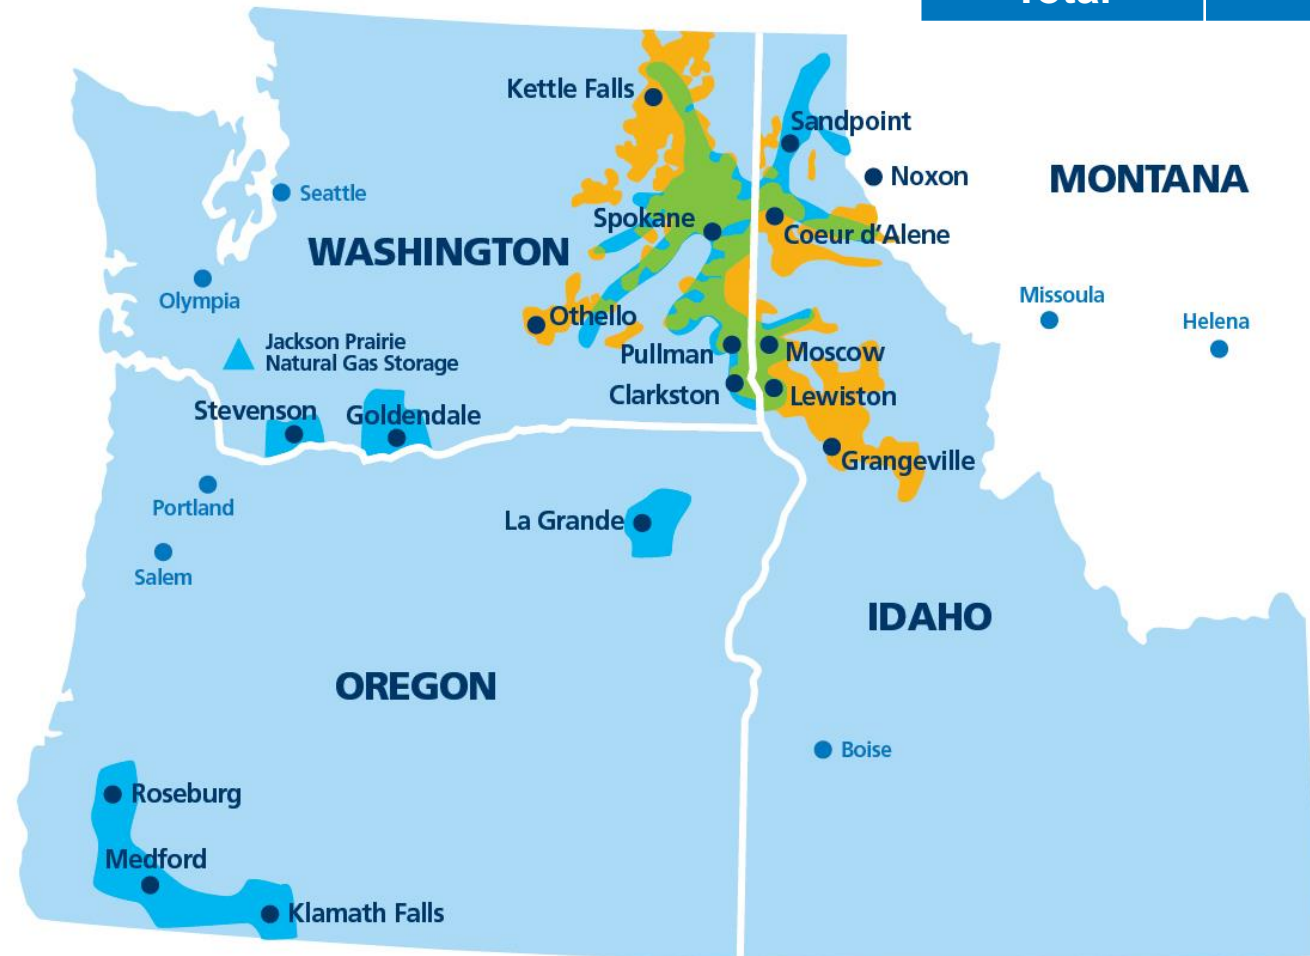 Total
Kettle Falls
Sandpoint
Noxon
MONTANA
Seattle
Spokane
WASHINGTON
Coeur d'Alene
Olympia
Missoula
Othello
Helena
Jackson Prairie
Natural Gas Storage
Pullman
Moscow
Clarkston
Lewiston
Stevenson
Goldendale
Grangeville
Portland
La Grande
Salem
IDAHO
OREGON
Boise
Roseburg
Medford
Klamath Falls